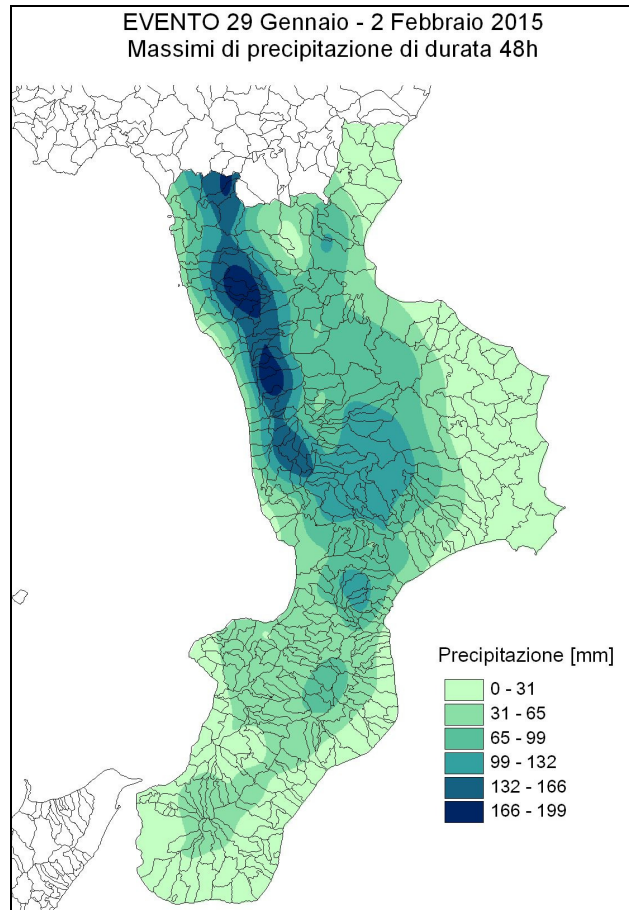 EVENTO 29 Gennaio - 2 Febbraio 2015
Massimi di precipitazione di durata 48h
Precipitazione [mm]
0 - 31
31 - 65
65 - 99
99 - 132
132 - 166
166 - 199